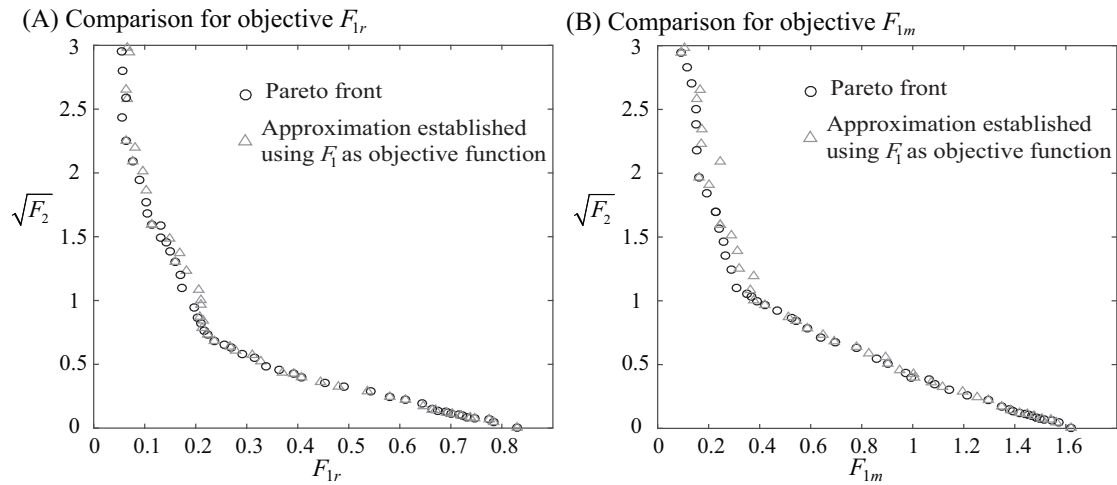 (A) Comparison for objective F1r
3
2.5
2
√F2
1.5
1
0.5
0
0 0.1 0.2 0.3 0.4 0.5 0.6 0.7 0.8
F1r
Pareto front
Approximation established
using F1 as objective function
(B) Comparison for objective F1m
3
2.5
2
√F2
1.5
1
0.5
0
0 0.2 0.4 0.6 0.8 1 1.2 1.4 1.6
F1m
Pareto front
Approximation established
using F1 as objective function